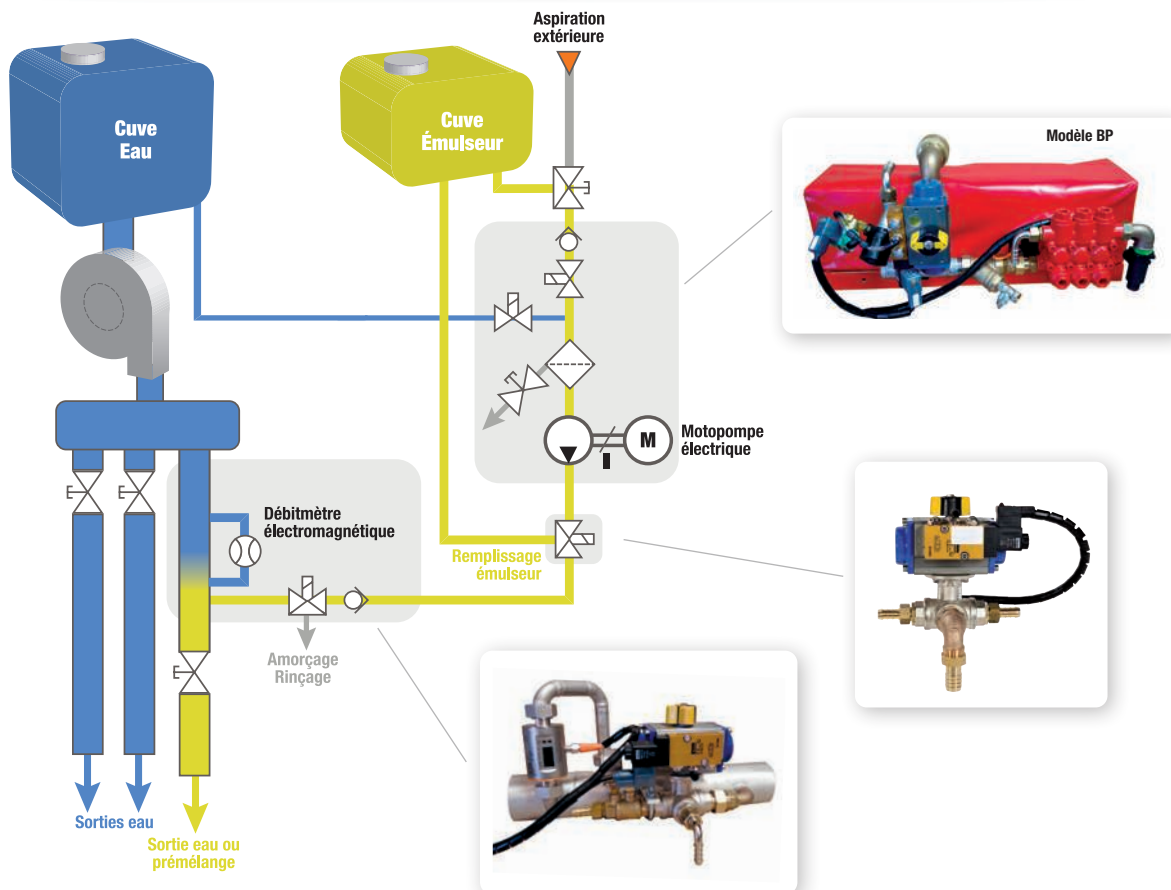 Aspiration
extérieure
Cuve
Eau
Cuve
Émulseur
Modèle BP
M
Motopompe
électrique
Débitmètre
électromagnétique
Remplissage
émulseur
Amorçage
Rinçage
Sorties eau
Sortie eau ou
prémélange